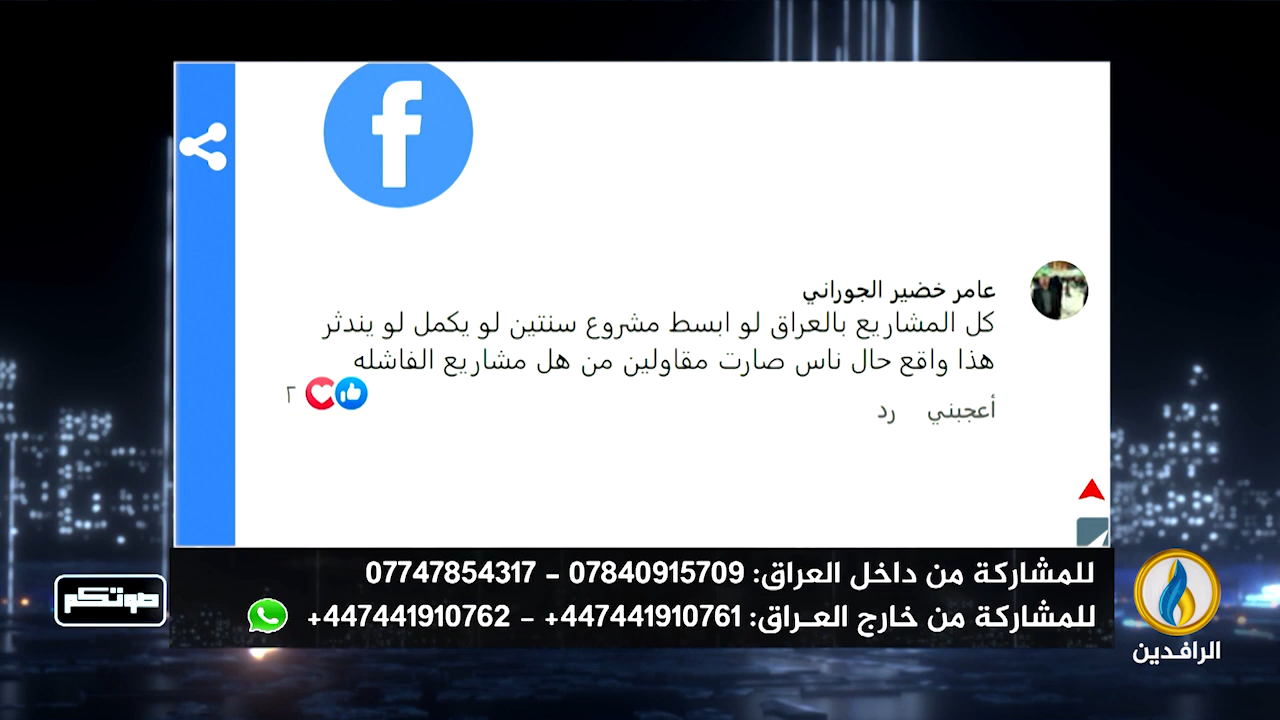 f
عامر خضير الجوراني
كل المشاريع بالعراق لو ابسط مشروع سنتين لو يكمل لو يندثر
هذا واقع حال ناس صارت مقاولين من هل مشاريع الفاشله
٢
أعجبني رد
للمشاركة من داخل العراق: 07840915709 - 07747854317
للمشاركة من خارج العـراق: 447441910761+ - 447441910762+
صوتكم
الرافدين